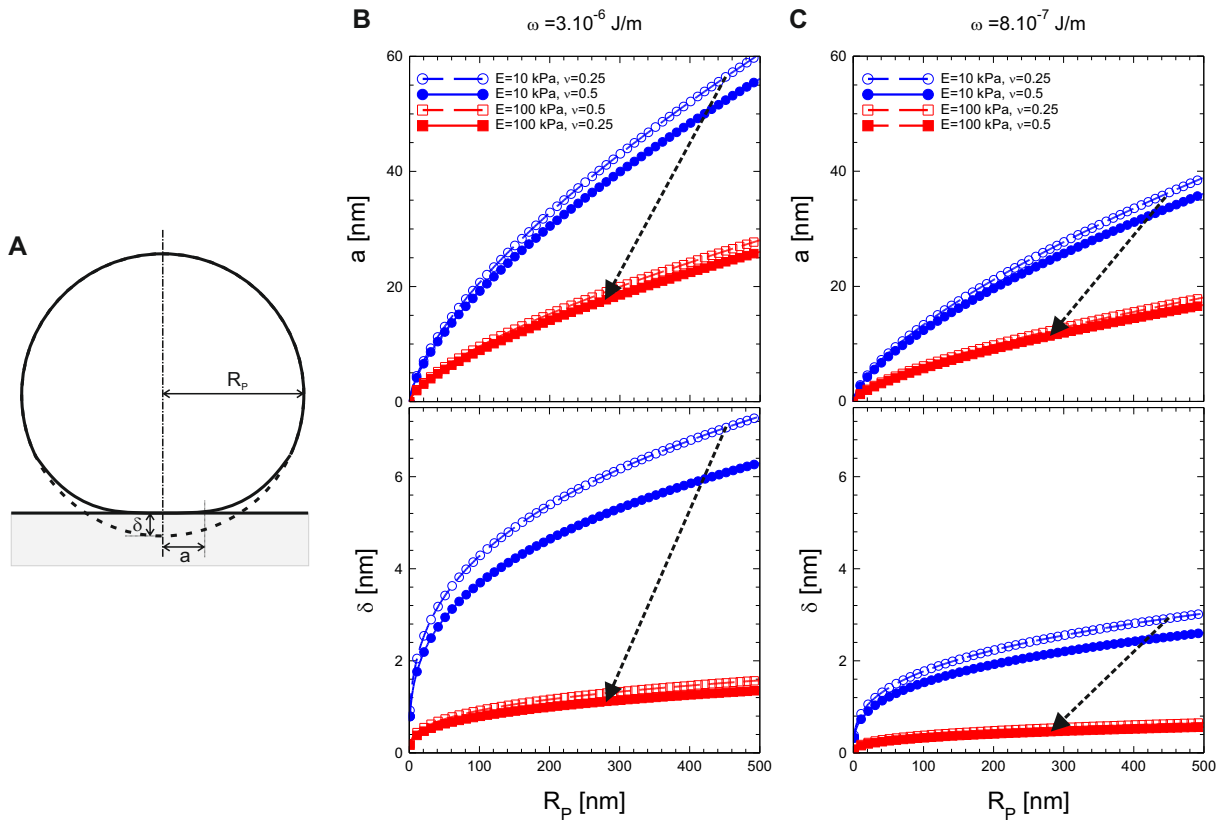 A
R_P
δ
a
B
ω =3.10^-6 J/m
60
40
20
0
a [nm]
E=10 kPa, ν=0.25
E=10 kPa, ν=0.5
E=100 kPa, ν=0.25
E=100 kPa, ν=0.25
6
4
2
0
δ [nm]
0 100 200 300 400 500
R_P [nm]
C
ω =8.10^-7 J/m
60
40
20
0
a [nm]
E=10 kPa, ν=0.25
E=10 kPa, ν=0.5
E=100 kPa, ν=0.25
E=100 kPa, ν=0.5
6
4
2
0
δ [nm]
0 100 200 300 400 500
R_P [nm]